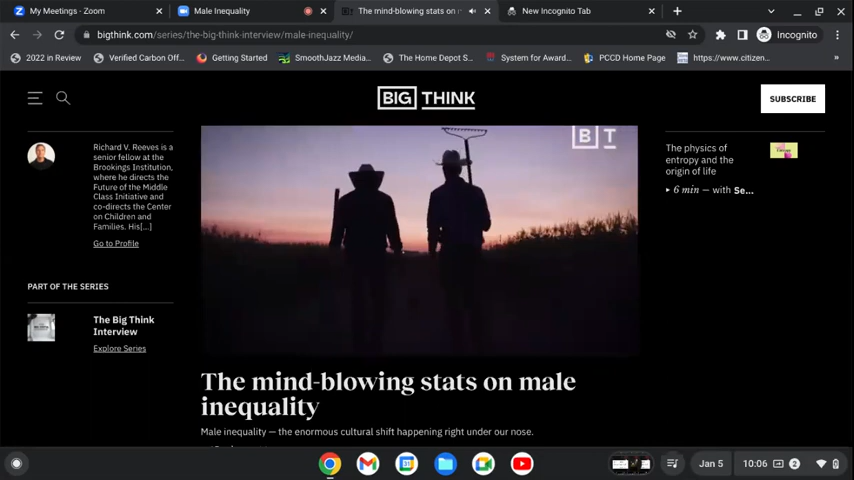 My Meetings - Zoom
Male Inequality
The mind-blowing stats on m
New Incognito Tab
bigthink.com/series/the-big-think-interview/male-inequality/
Incognito
2022 in Review
Verified Carbon Off...
Getting Started
SmoothJazz Media...
The Home Depot S...
System for Award...
PCCD Home Page
https://www.citizen...
BIG THINK
SUBSCRIBE
Richard V. Reeves is a
senior fellow at the
Brookings Institution,
where he directs the
Future of the Middle
Class Initiative and
co-directs the Center
on Children and
Families. His[...]
Go to Profile
PART OF THE SERIES
The Big Think
Interview
Explore Series
B T
The mind-blowing stats on male
inequality
Male inequality — the enormous cultural shift happening right under our nose.
The physics of
entropy and the
origin of life
6 min — with Se...
Jan 5
10:06
2